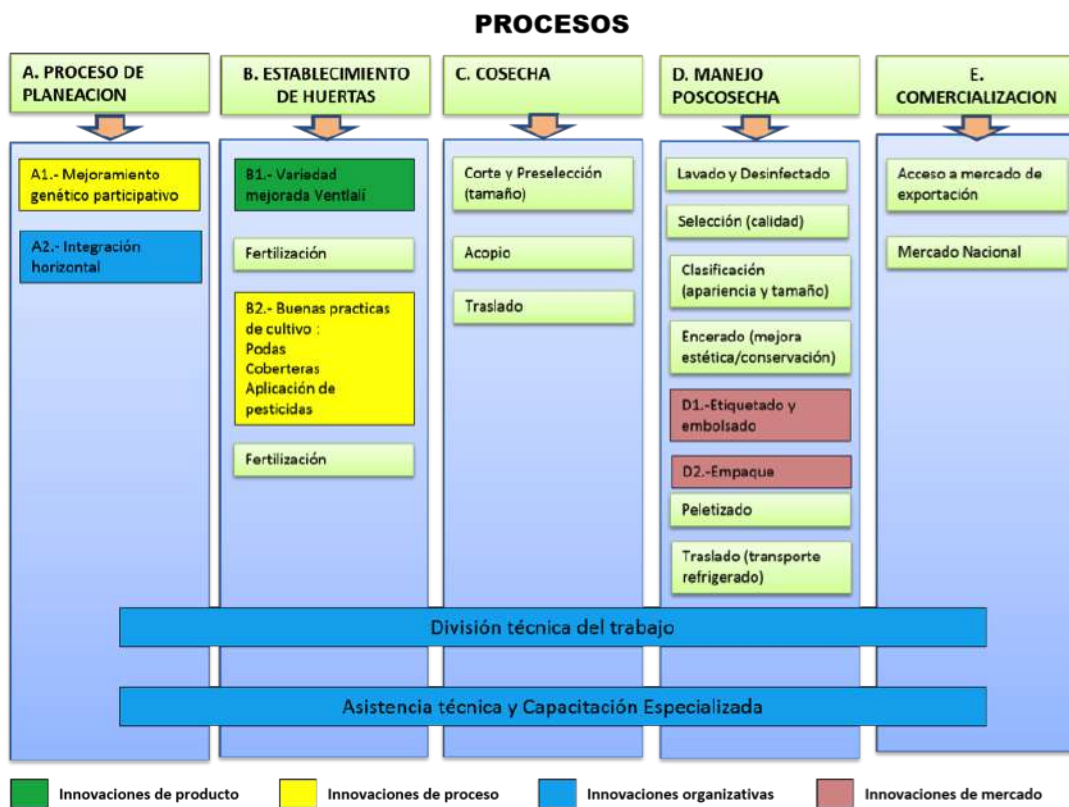 PROCESOS
A. PROCESO DE
PLANEACION
A1.- Mejoramiento
genético participativo
A2.- Integración
horizontal
B. ESTABLECIMIENTO
DE HUERTAS
B1.- Variedad
mejorada Ventlalí
Fertilización
B2.- Buenas practicas
de cultivo :
Podas
Coberteras
Aplicación de
pesticidas
Fertilización
C. COSECHA
Corte y Preselección
(tamaño)
Acopio
Traslado
D. MANEJO
POSCOSECHA
Lavado y Desinfectado
Selección (calidad)
Clasificación
(apariencia y tamaño)
Encerado (mejora
estética/conservación)
D1.-Etiquetado y
embolsado
D2.-Empaque
Peletizado
Traslado (transporte
refrigerado)
E.
COMERCIALIZACION
Acceso a mercado de
exportación
Mercado Nacional
División técnica del trabajo
Asistencia técnica y Capacitación Especializada
Innovaciones de producto
Innovaciones de proceso
Innovaciones organizativas
Innovaciones de mercado